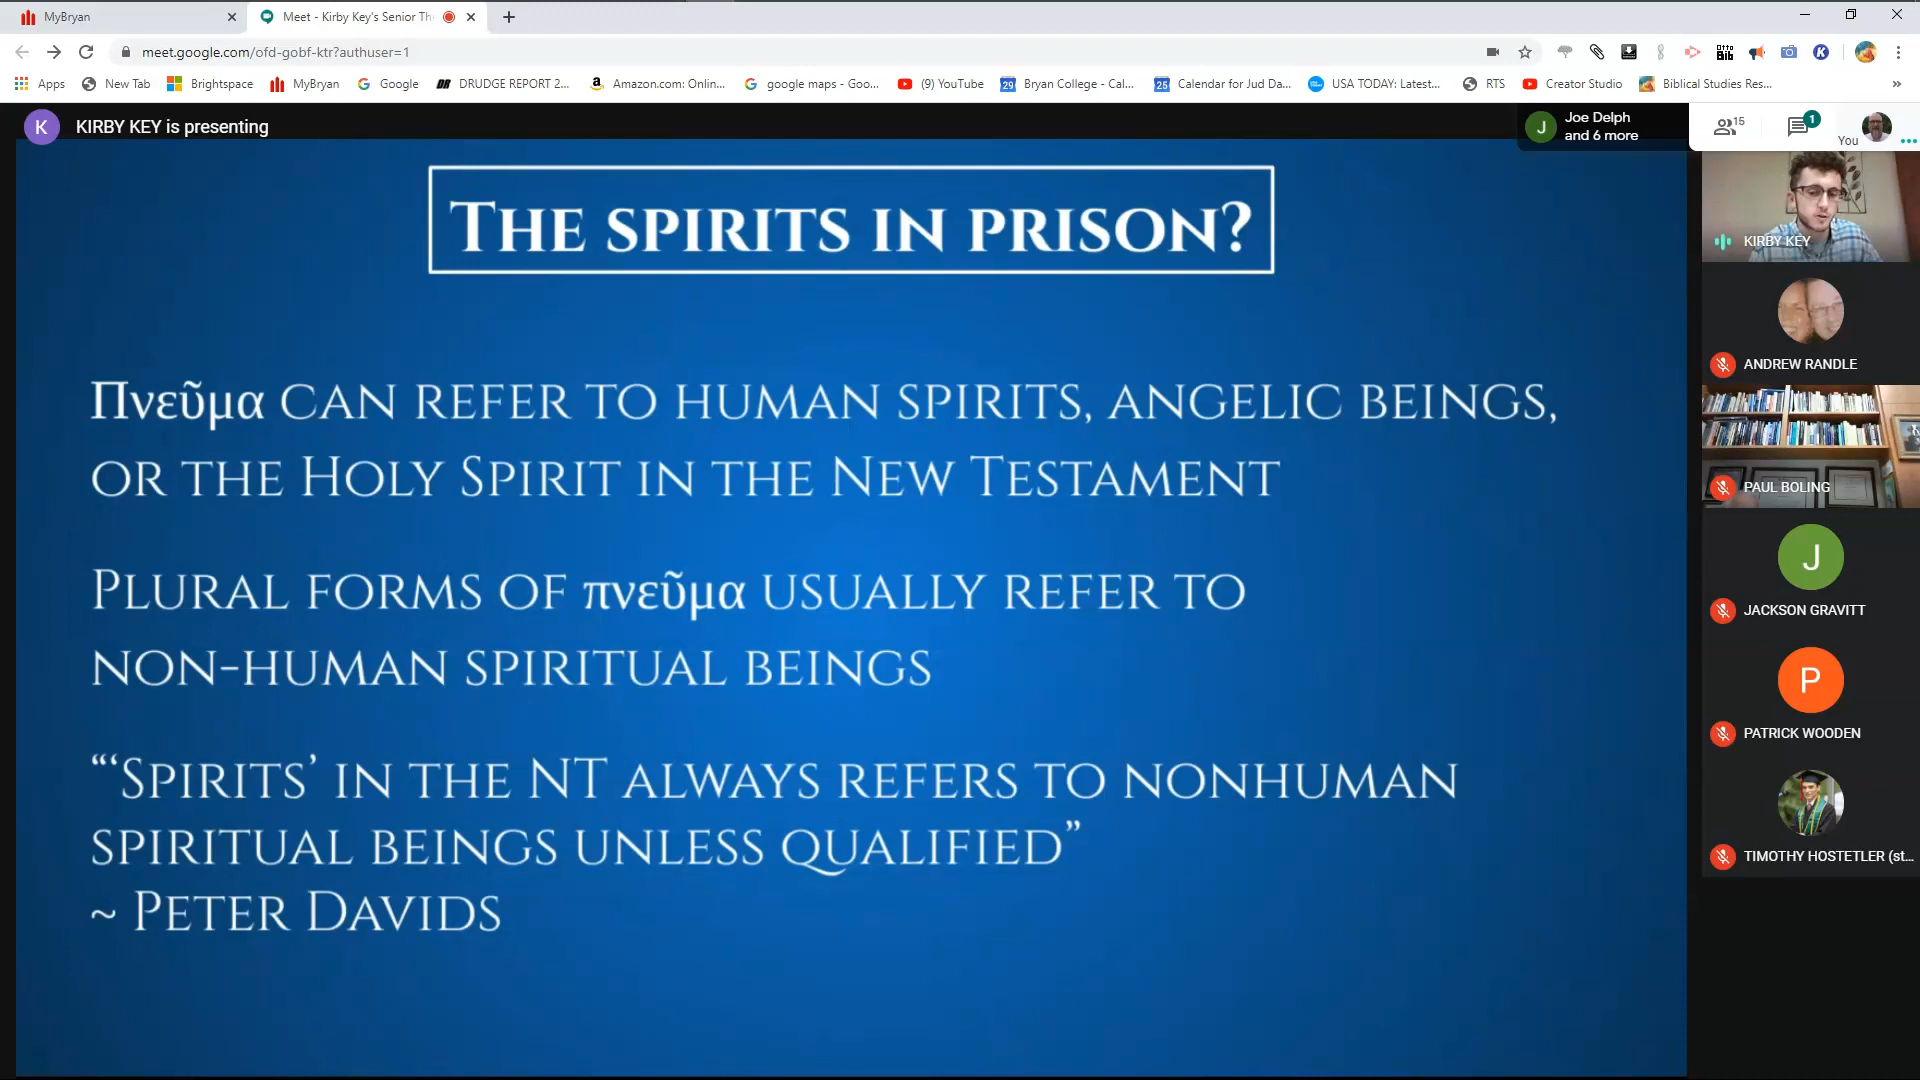 MyBryan
Meet - Kirby Key's Senior Th
meet.google.com/ofd-gobf-ktr?authuser=1
Apps
New Tab
Brightspace
MyBryan
Google
DRUDGE REPORT 2...
Amazon.com: Onlin...
google maps - Goo...
(9) YouTube
Bryan College - Cal...
Calendar for Jud Da...
USA TODAY: Latest...
RTS
Creator Studio
Biblical Studies Res...
K
KIRBY KEY is presenting
J
Joe Delph
and 6 more
15
1
You
THE SPIRITS IN PRISON?
Πνεῦμα CAN REFER TO HUMAN SPIRITS, ANGELIC BEINGS,
OR THE HOLY SPIRIT IN THE NEW TESTAMENT
PLURAL FORMS OF πνεῦμα USUALLY REFER TO
NON-HUMAN SPIRITUAL BEINGS
“‘SPIRITS’ IN THE NT ALWAYS REFERS TO NONHUMAN
SPIRITUAL BEINGS UNLESS QUALIFIED”
~ PETER DAVIDS
KIRBY KEY
ANDREW RANDLE
PAUL BOLING
J
JACKSON GRAVITT
P
PATRICK WOODEN
TIMOTHY HOSTETLER (st...